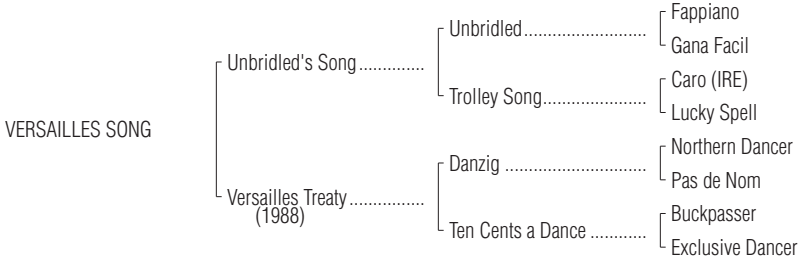 Fappiano
Unbridled..........................
Gana Facil
Unbridled's Song..............
Caro (IRE)
Trolley Song......................
Lucky Spell
VERSAILLES SONG
Northern Dancer
Danzig ..............................
Pas de Nom
Versailles Treaty................
(1988)
Buckpasser
Ten Cents a Dance ............
Exclusive Dancer